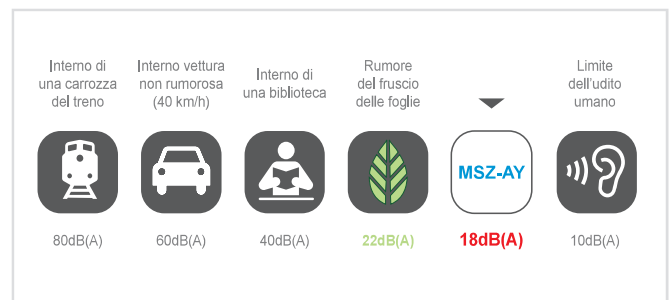 Interno di
una carrozza
del treno
Interno vettura
non rumorosa
(40 km/h)
Interno di
una biblioteca
Rumore
del fruscio
delle foglie
Limite
dell'udito
umano
MSZ-AY
80dB(A)
60dB(A)
40dB(A)
22dB(A)
18dB(A)
10dB(A)